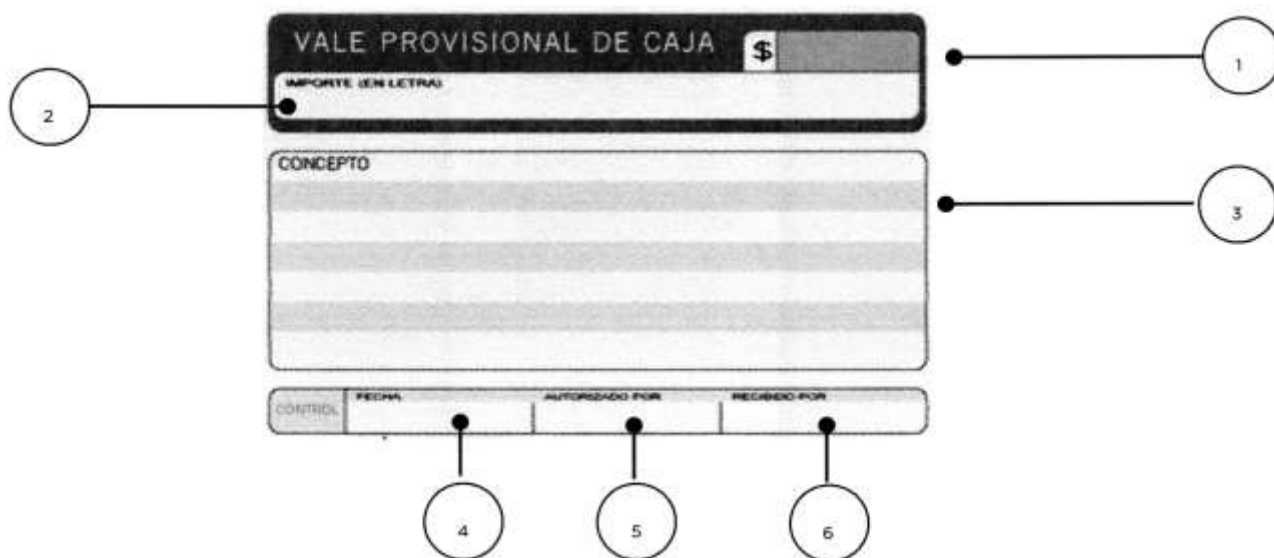 VALE PROVISIONAL DE CAJA $
1
IMPORTE (EN LETRA)
2
CONCEPTO
3
CONTROL FECHA AUTORIZADO POR RECIBIDO POR
4 5 6